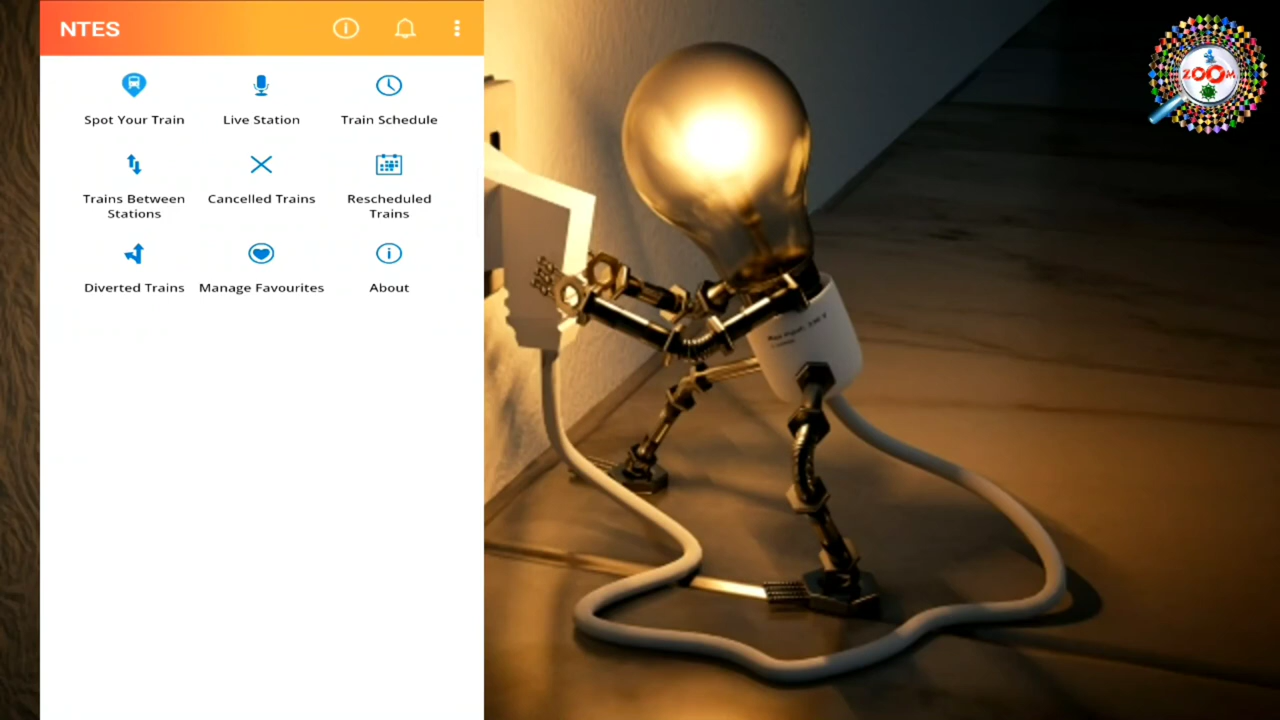 NTES
Spot Your Train
Live Station
Train Schedule
Trains Between
Stations
Cancelled Trains
Rescheduled
Trains
Diverted Trains
Manage Favourites
About
ZOOM